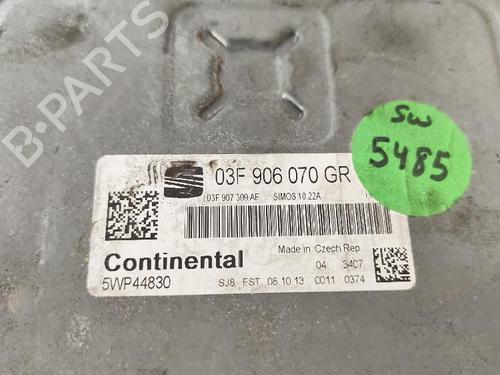 B-PARTS
SW
5485
03F 906 070 GR
03F 907 309 AE SIMOS 10.22A
Made in Czech Rep.
Continental
04 3407
5WP44830
SJ8, FST 08.10.13 0011 0374